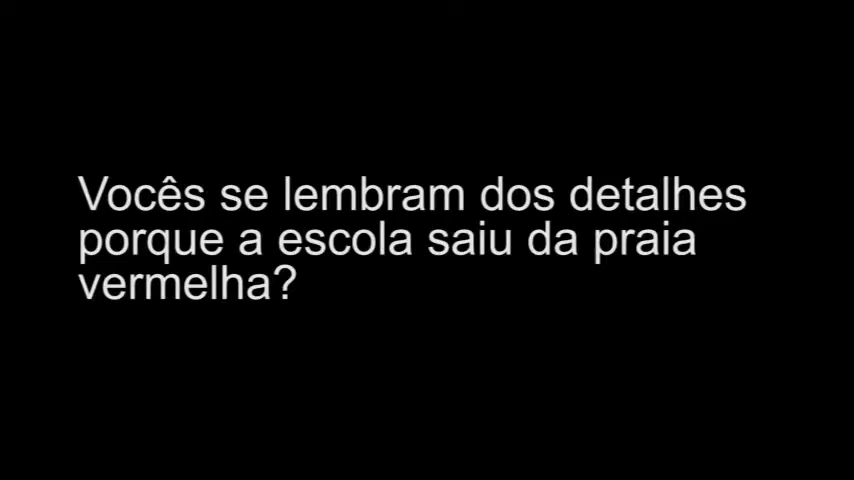 Vocês se lembram dos detalhes
porque a escola saiu da praia
vermelha?